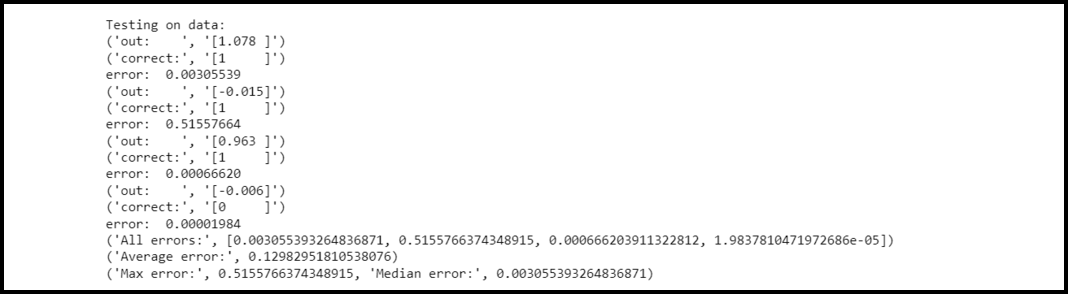 Testing on data:
('out:    ', '[1.078 ]')
('correct:', '[1     ]')
error:  0.00305539
('out:    ', '[-0.015]')
('correct:', '[1     ]')
error:  0.51557664
('out:    ', '[0.963 ]')
('correct:', '[1     ]')
error:  0.00066620
('out:    ', '[-0.006]')
('correct:', '[0     ]')
error:  0.00001984
('All errors:', [0.003055393264836871, 0.5155766374348915, 0.000666203911322812, 1.9837810471972686e-05])
('Average error:', 0.12982951810538076)
('Max error:', 0.5155766374348915, 'Median error:', 0.003055393264836871)